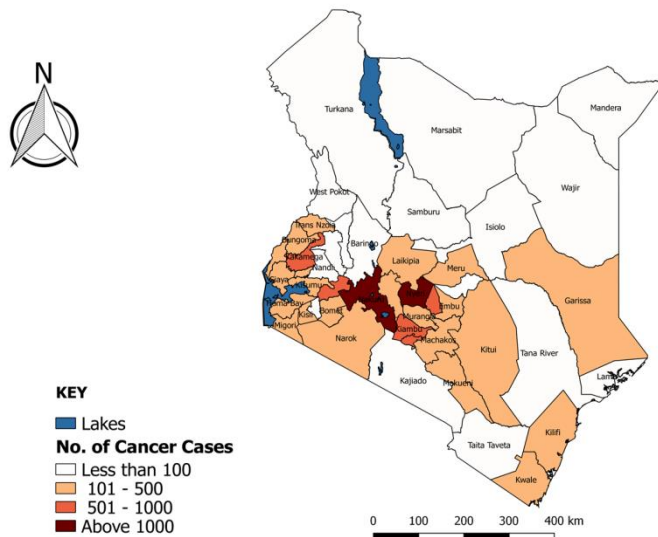 N
Turkana
Marsabit
Mandera
Wajir
West Pokot
Samburu
Isiolo
Trans Nzoia
Bungoma
Baringo
Kakamega
Nandi
Laikipia
Meru
Siaya
Kisumu
Garissa
Homa Bay
Embu
Kisii
Bomet
Murang'a
Migori
Kiambu
Narok
Machakos
Kitui
Tana River
Kajiado
Makueni
Lamu
Taita Taveta
Kilifi
Kwale
KEY
Lakes
No. of Cancer Cases
Less than 100
101 - 500
501 - 1000
Above 1000
0 100 200 300 400 km